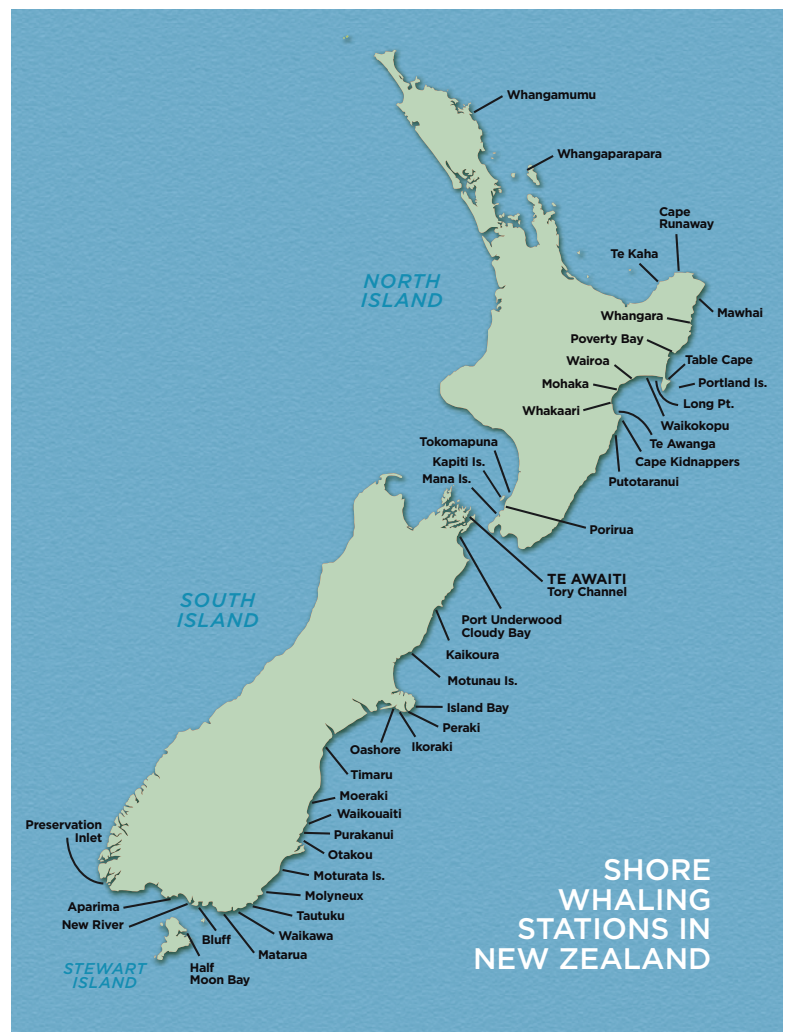 Whangamumu
Whangaparapara
Cape
Runaway
Te Kaha
NORTH
ISLAND
Mawhai
Whangara
Poverty Bay
Table Cape
Wairoa
Portland Is.
Mohaka
Long Pt.
Whakaari
Waikokopu
Te Awanga
Tokomapuna
Cape Kidnappers
Kapiti Is.
Mana Is.
Putotaranui
Porirua
TE AWAITI
Tory Channel
SOUTH
ISLAND
Port Underwood
Cloudy Bay
Kaikoura
Motunau Is.
Island Bay
Peraki
Ikoraki
Oashore
Timaru
Moeraki
Waikouaiti
Preservation
Inlet
Purakanui
Otakou
Moturata Is.
Molyneux
Aparima
Tautuku
New River
Waikawa
Bluff
Matarua
STEWART
ISLAND
Half
Moon Bay
SHORE
WHALING
STATIONS IN
NEW ZEALAND